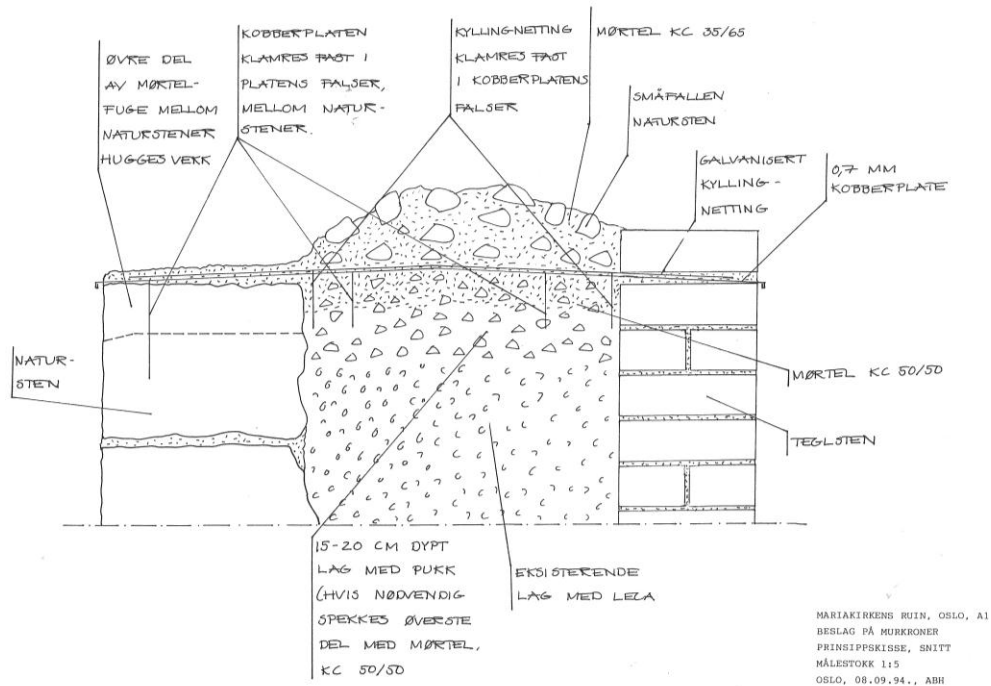 ØVRE DEL
AV MØRTEL-
FUGE MELLOM
NATURSTENER
HUGGES VEKK
KOBBERPLATEN
KLAMRES FAST I
PLATENS FALSER,
MELLOM NATUR-
STENER.
KYLLING-NETTING
KLAMRES FAST
I KOBBERPLATENS
FALSER
MØRTEL KC 35/65
SMÅFALLEN
NATURSTEN
GALVANISERT
KYLLING-
NETTING
0,7 MM
KOBBERPLATE
NATUR-
STEN
MØRTEL KC 50/50
TEGLSTEN
15-20 CM DYPT
LAG MED PUKK
(HVIS NØDVENDIG
SPEKKES ØVERSTE
DEL MED MØRTEL,
KC 50/50
EKSISTERENDE
LAG MED LECA
MARIAKIRKENS RUIN, OSLO, A1
BESLAG PÅ MURKRONER
PRINSIPPSKISSE, SNITT
MÅLESTOKK 1:5
OSLO, 08.09.94., ABH